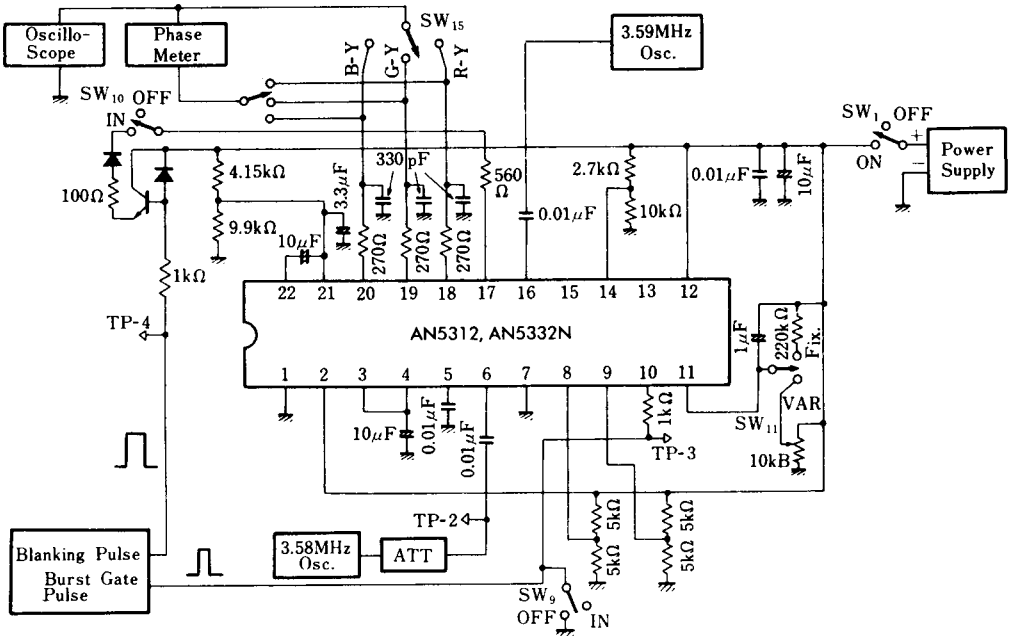 Oscillo-
Scope
Phase
Meter
SW15
B-Y
G-Y
R-Y
3.59MHz
Osc.
SW10 OFF
IN
SW1 OFF
ON
+
−
Power
Supply
100Ω
4.15kΩ
9.9kΩ
3.3μF
330 pF
560
Ω
0.01μF
2.7kΩ
10kΩ
0.01μF
10μF
10μF
270Ω
270Ω
270Ω
1kΩ
22 21 20 19 18 17 16 15 14 13 12
TP-4
AN5312, AN5332N
1 2 3 4 5 6 7 8 9 10 11
1μF
220kΩ
Fix.
VAR
SW11
10kB
10μF
0.01μF
0.01μF
1kΩ
TP-3
TP-2
5kΩ
5kΩ
5kΩ
5kΩ
Blanking Pulse
Burst Gate
Pulse
3.58MHz
Osc.
ATT
SW9
OFF
IN